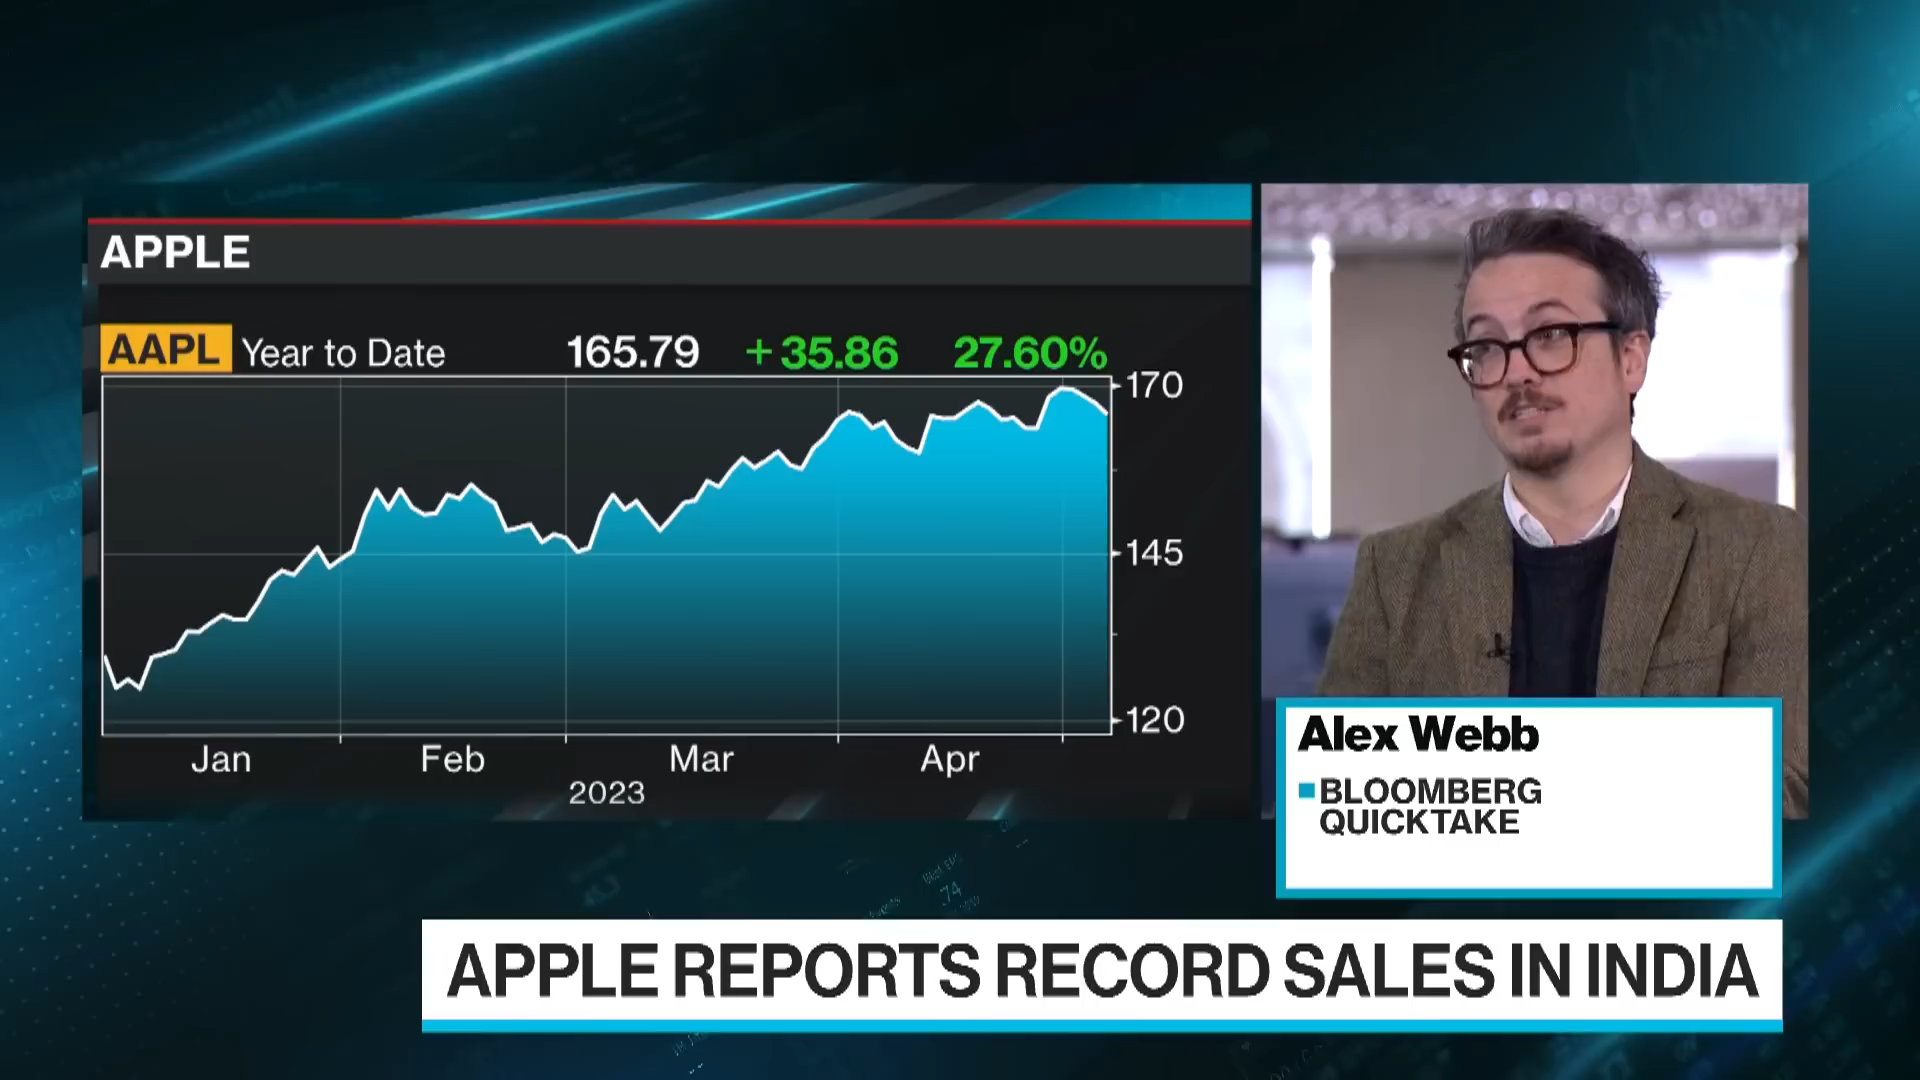 APPLE
AAPL Year to Date 165.79 +35.86 27.60%
170
145
120
Jan Feb Mar Apr
2023
Alex Webb
BLOOMBERG
QUICKTAKE
APPLE REPORTS RECORD SALES IN INDIA